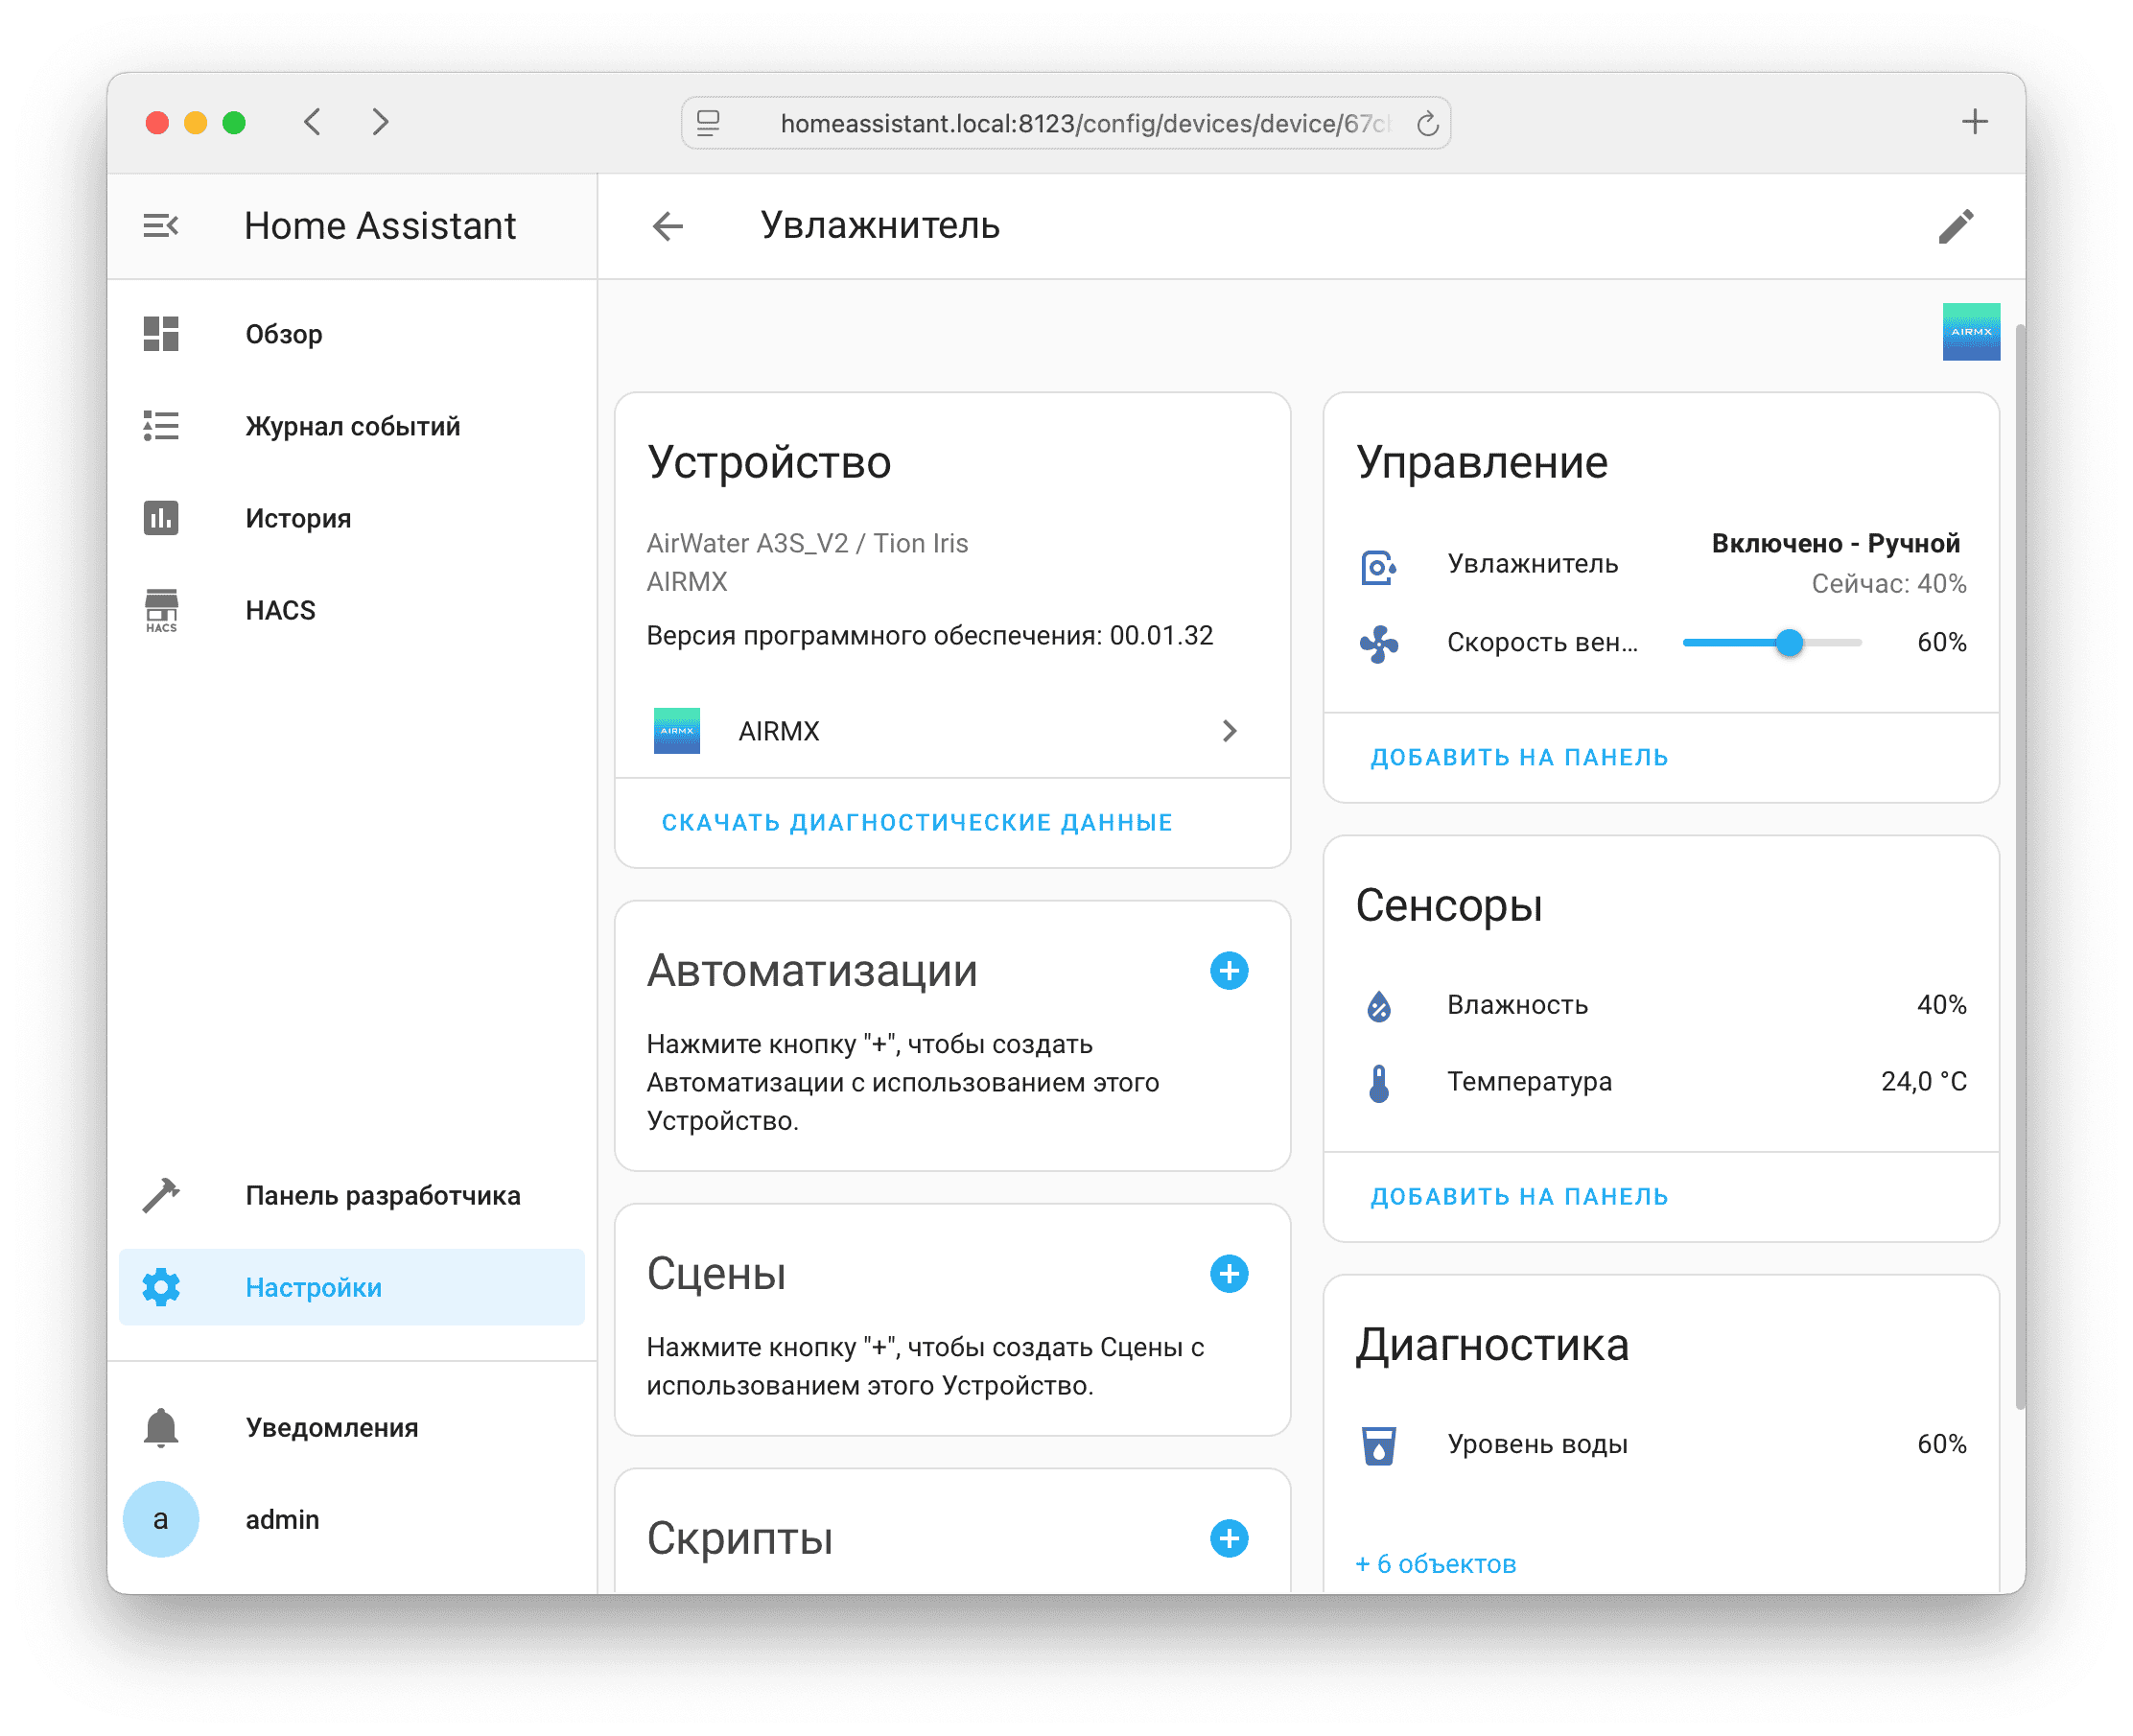 homeassistant.local:8123/config/devices/device/67c
Home Assistant
Обзор
Журнал событий
История
HACS
HACS
Панель разработчика
Настройки
Уведомления
a
admin
Увлажнитель
AIRMX
Устройство
AirWater A3S_V2 / Tion Iris
AIRMX
Версия программного обеспечения: 00.01.32
AIRMX
AIRMX
СКАЧАТЬ ДИАГНОСТИЧЕСКИЕ ДАННЫЕ
Автоматизации
Нажмите кнопку "+", чтобы создать
Автоматизации с использованием этого
Устройство.
Сцены
Нажмите кнопку "+", чтобы создать Сцены с
использованием этого Устройство.
Скрипты
Управление
Увлажнитель
Включено - Ручной
Сейчас: 40%
Скорость вен...
60%
ДОБАВИТЬ НА ПАНЕЛЬ
Сенсоры
Влажность 40%
Температура 24,0 °C
ДОБАВИТЬ НА ПАНЕЛЬ
Диагностика
Уровень воды 60%
+ 6 объектов